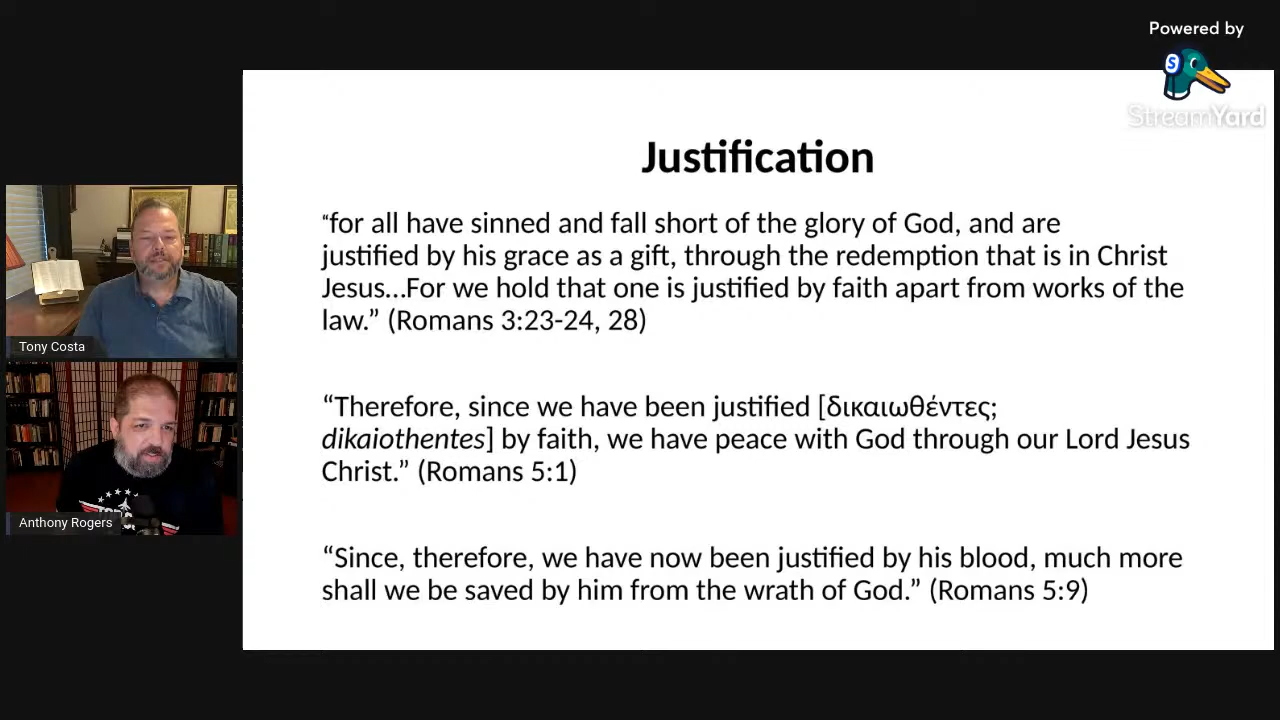 Powered by
StreamYard
Justification
“for all have sinned and fall short of the glory of God, and are
justified by his grace as a gift, through the redemption that is in Christ
Jesus…For we hold that one is justified by faith apart from works of the
law.” (Romans 3:23-24, 28)
“Therefore, since we have been justified [δικαιωθέντες;
dikaiothentes] by faith, we have peace with God through our Lord Jesus
Christ.” (Romans 5:1)
“Since, therefore, we have now been justified by his blood, much more
shall we be saved by him from the wrath of God.” (Romans 5:9)
Tony Costa
Anthony Rogers